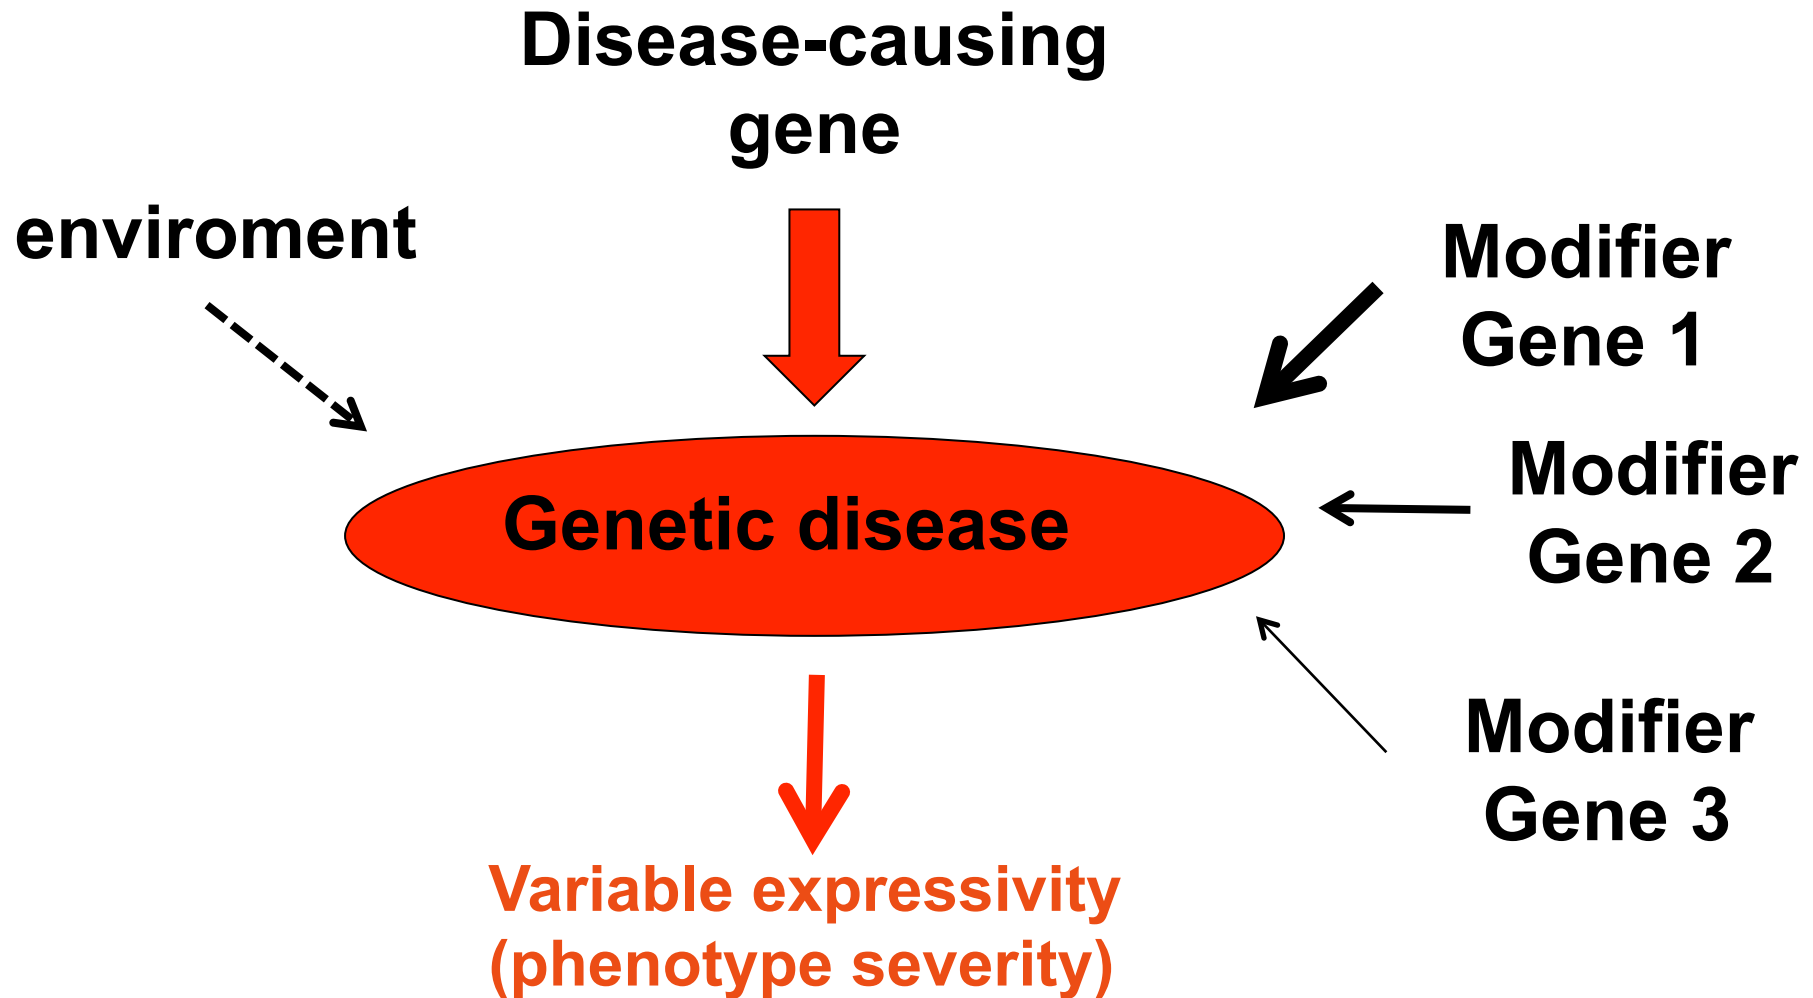 Disease-causing
gene
enviroment
Modifier
Gene 1
Modifier
Gene 2
Genetic disease
Modifier
Gene 3
Variable expressivity
(phenotype severity)